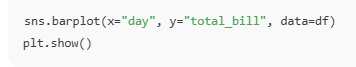 sns.barplot(x="day", y="total_bill", data=df)
plt.show()